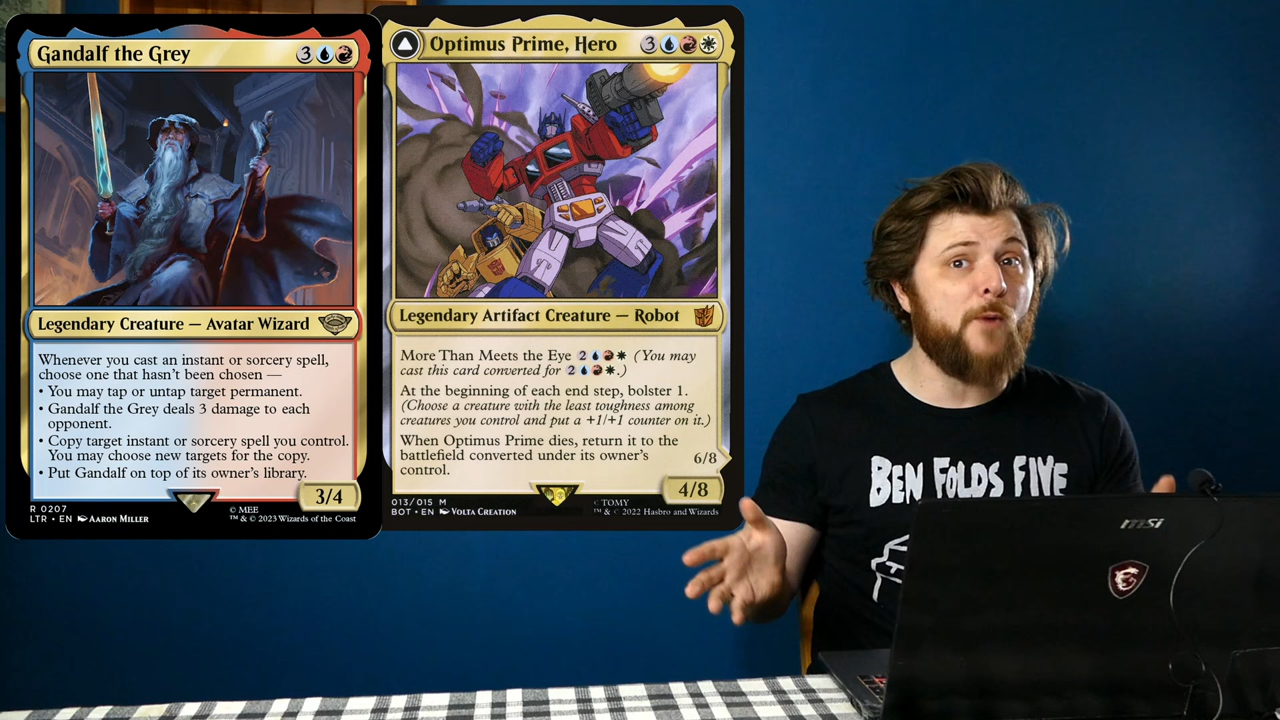 Gandalf the Grey 3
Legendary Creature — Avatar Wizard
Whenever you cast an instant or sorcery spell,
choose one that hasn't been chosen —
• You may tap or untap target permanent.
• Gandalf the Grey deals 3 damage to each
opponent.
• Copy target instant or sorcery spell you control.
You may choose new targets for the copy.
• Put Gandalf on top of its owner's library.
3/4
R 0207
LTR • EN AARON MILLER
© MEE
™ & © 2023 Wizards of the Coast
Optimus Prime, Hero 3
Legendary Artifact Creature — Robot
More Than Meets the Eye 2 (You may
cast this card converted for 2 .)
At the beginning of each end step, bolster 1.
(Choose a creature with the least toughness among
creatures you control and put a +1/+1 counter on it.)
When Optimus Prime dies, return it to the
battlefield converted under its owner's
control.
6/8
4/8
013/015 M
BOT • EN VOLTA CREATION
© TOMY
™ & © 2022 Hasbro and Wizards
BEN FOLDS FIVE
msi